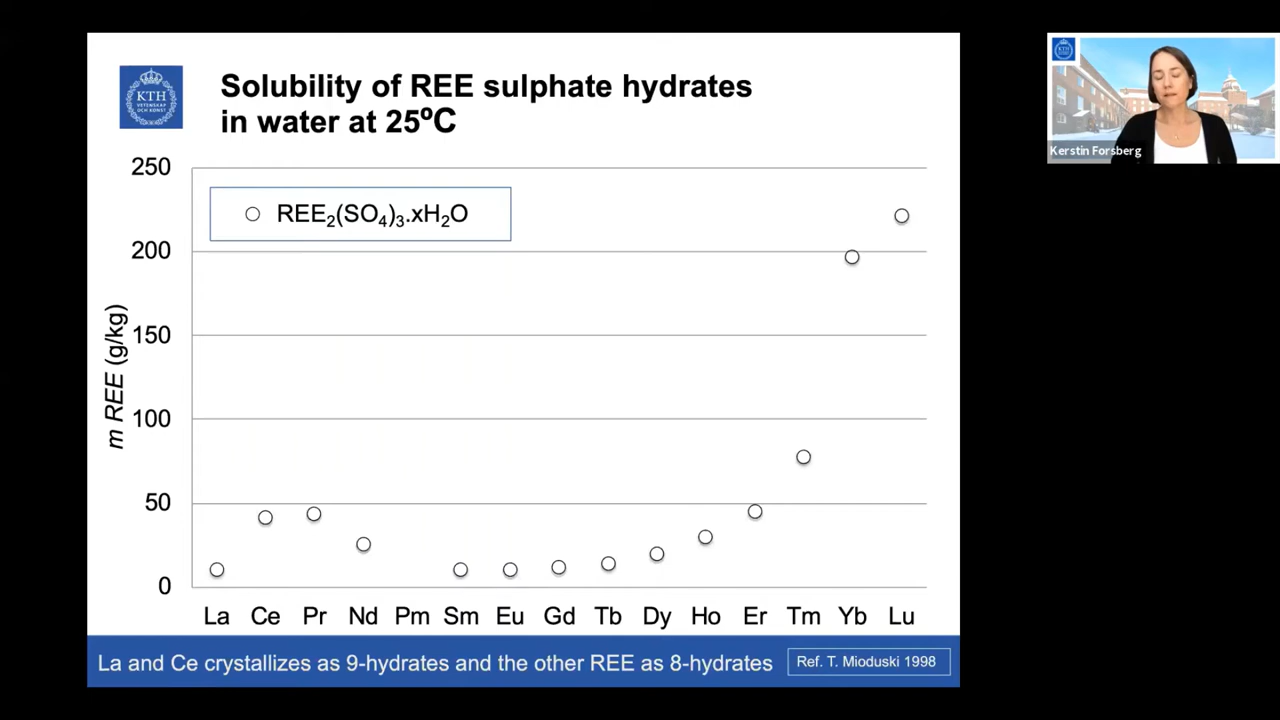 KTH
VETENSKAP
OCH KONST
Solubility of REE sulphate hydrates
in water at 25ºC
250
200
150
100
50
0
m REE (g/kg)
REE₂(SO₄)₃.xH₂O
La Ce Pr Nd Pm Sm Eu Gd Tb Dy Ho Er Tm Yb Lu
La and Ce crystallizes as 9-hydrates and the other REE as 8-hydrates
Ref. T. Mioduski 1998
KTH
Kerstin Forsberg